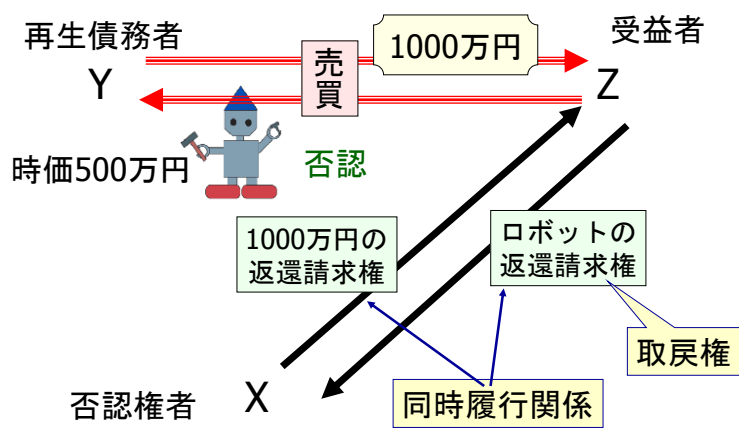 再生債務者
1000万円
受益者
Y
売買
Z
時価500万円
否認
1000万円の
返還請求権
ロボットの
返還請求権
取戻権
否認権者
X
同時履行関係